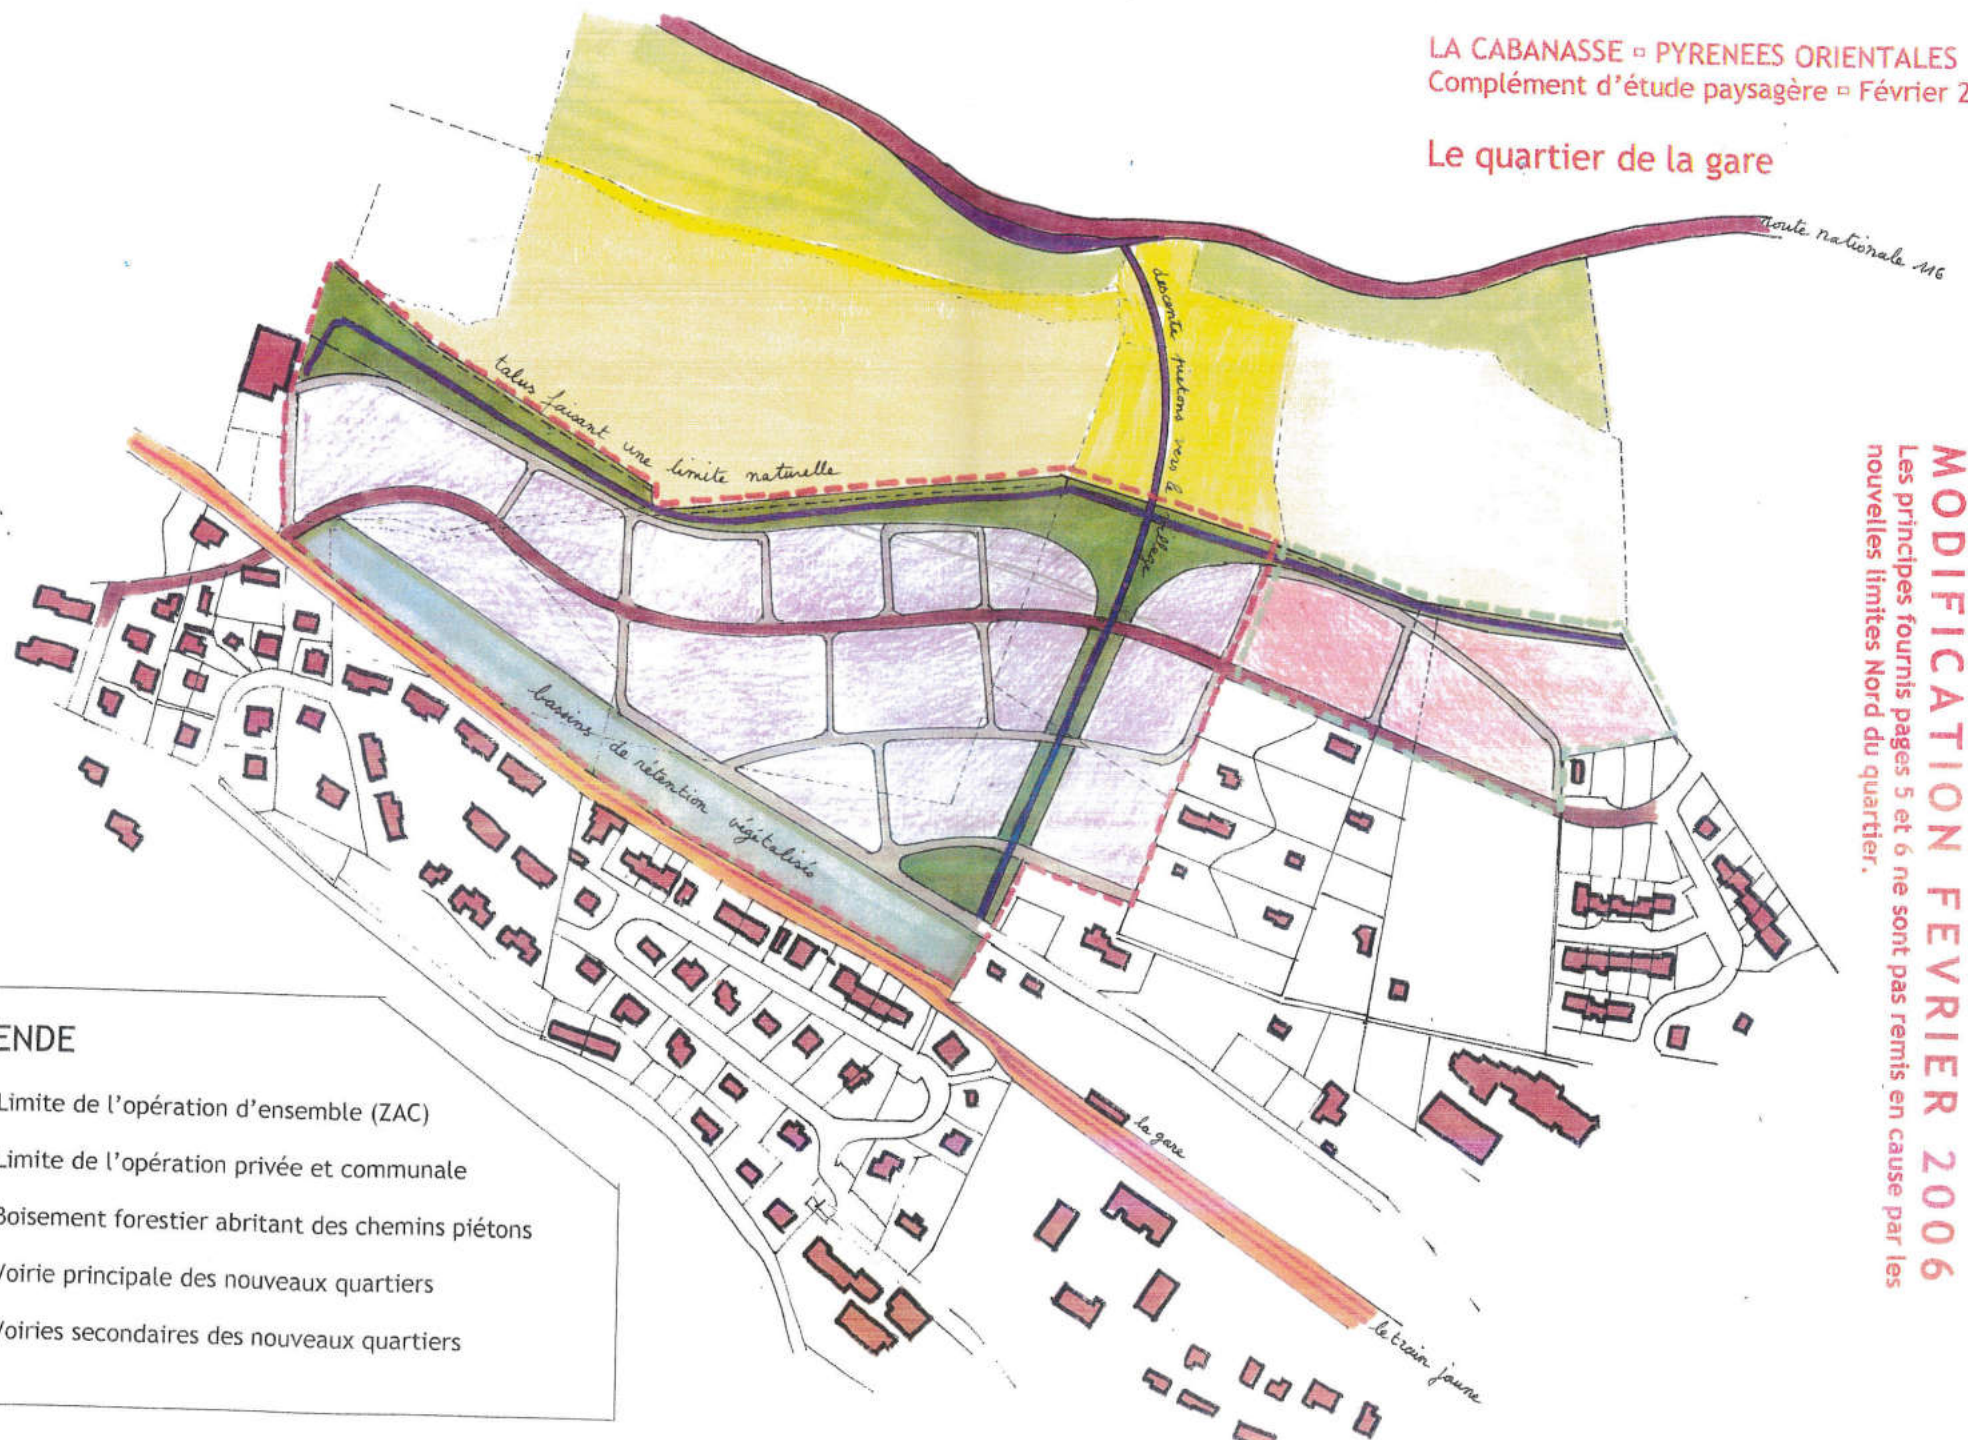 LA CABANASSE ▫ PYRENEES ORIENTALES
Complément d'étude paysagère ▫ Février 2
Le quartier de la gare
route nationale 116
descente piétons vers le village
talus faisant une limite naturelle
bassins de rétention végétalisés
la gare
le train jaune
MODIFICATION FEVRIER 2006
Les principes fournis pages 5 et 6 ne sont pas remis en cause par les
nouvelles limites Nord du quartier.
ENDE
Limite de l'opération d'ensemble (ZAC)
Limite de l'opération privée et communale
Boisement forestier abritant des chemins piétons
Voirie principale des nouveaux quartiers
Voiries secondaires des nouveaux quartiers